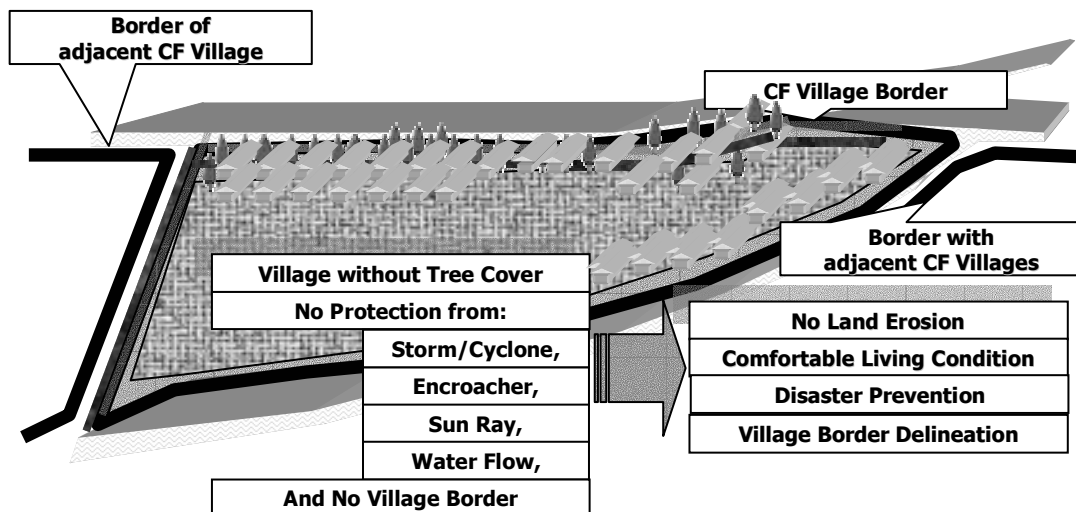 Border of
adjacent CF Village
CF Village Border
Border with
adjacent CF Villages
Village without Tree Cover
No Protection from:
Storm/Cyclone,
Encroacher,
Sun Ray,
Water Flow,
And No Village Border
No Land Erosion
Comfortable Living Condition
Disaster Prevention
Village Border Delineation